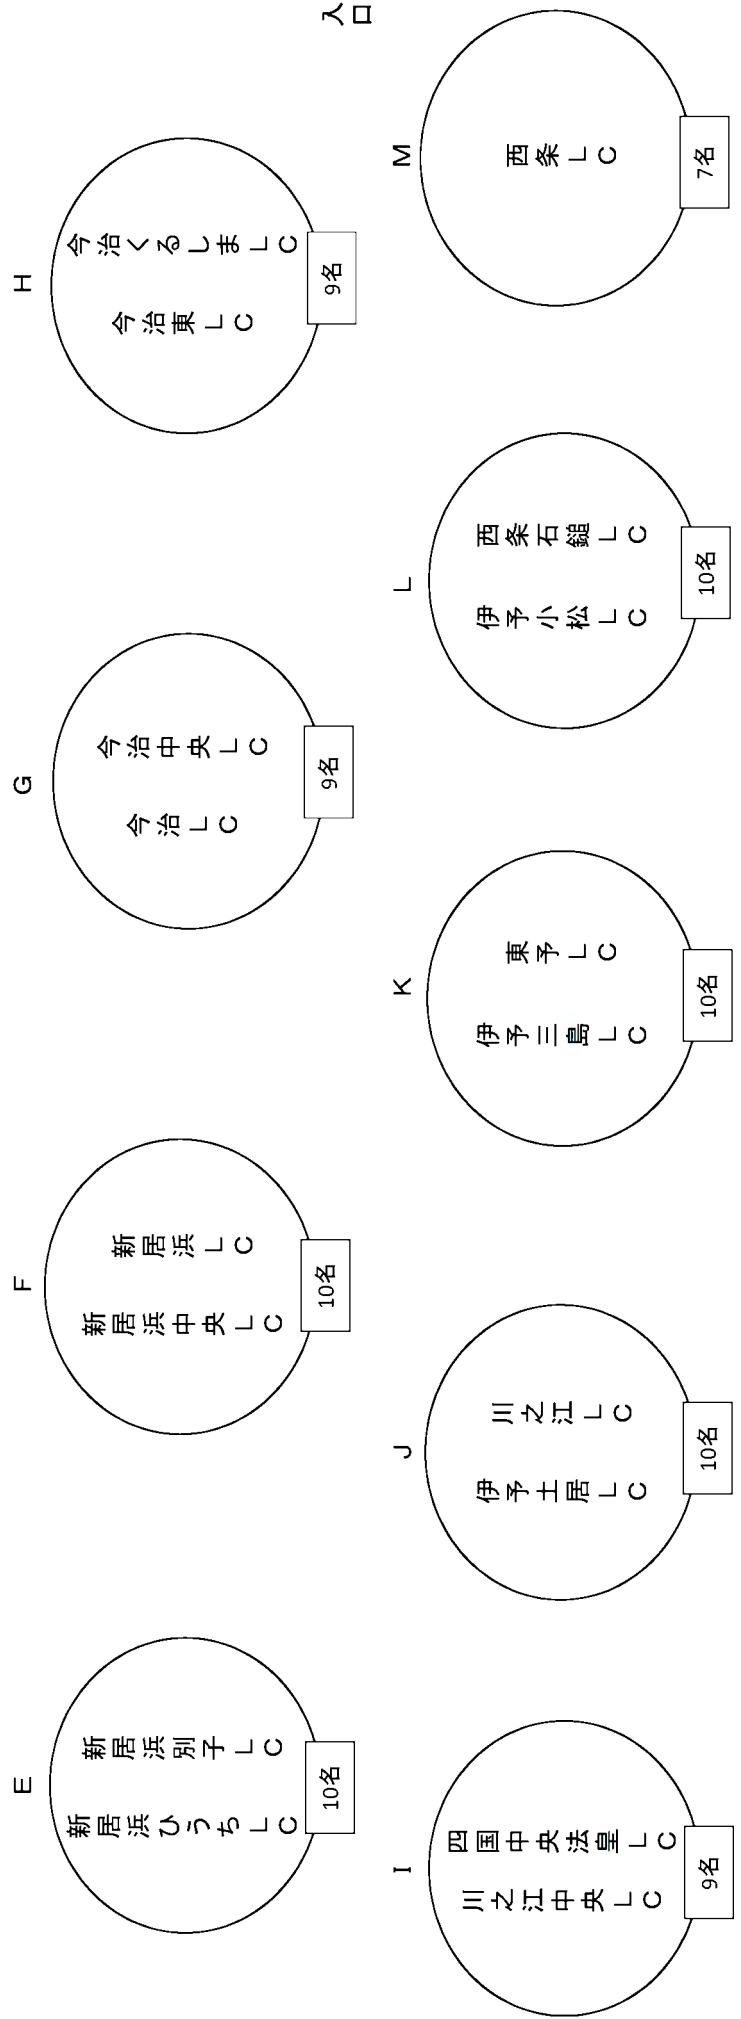 E
新居浜別子ＬＣ
新居浜ひうちＬＣ
10名
F
新居浜ＬＣ
新居浜中央ＬＣ
10名
G
今治中央ＬＣ
今治ＬＣ
9名
H
今治くるしまＬＣ
今治東ＬＣ
9名
入口
I
四国中央法皇ＬＣ
川之江中央ＬＣ
9名
J
川之江ＬＣ
伊予土居ＬＣ
10名
K
東予ＬＣ
伊予三島ＬＣ
10名
L
西条石鎚ＬＣ
伊予小松ＬＣ
10名
M
西条ＬＣ
7名